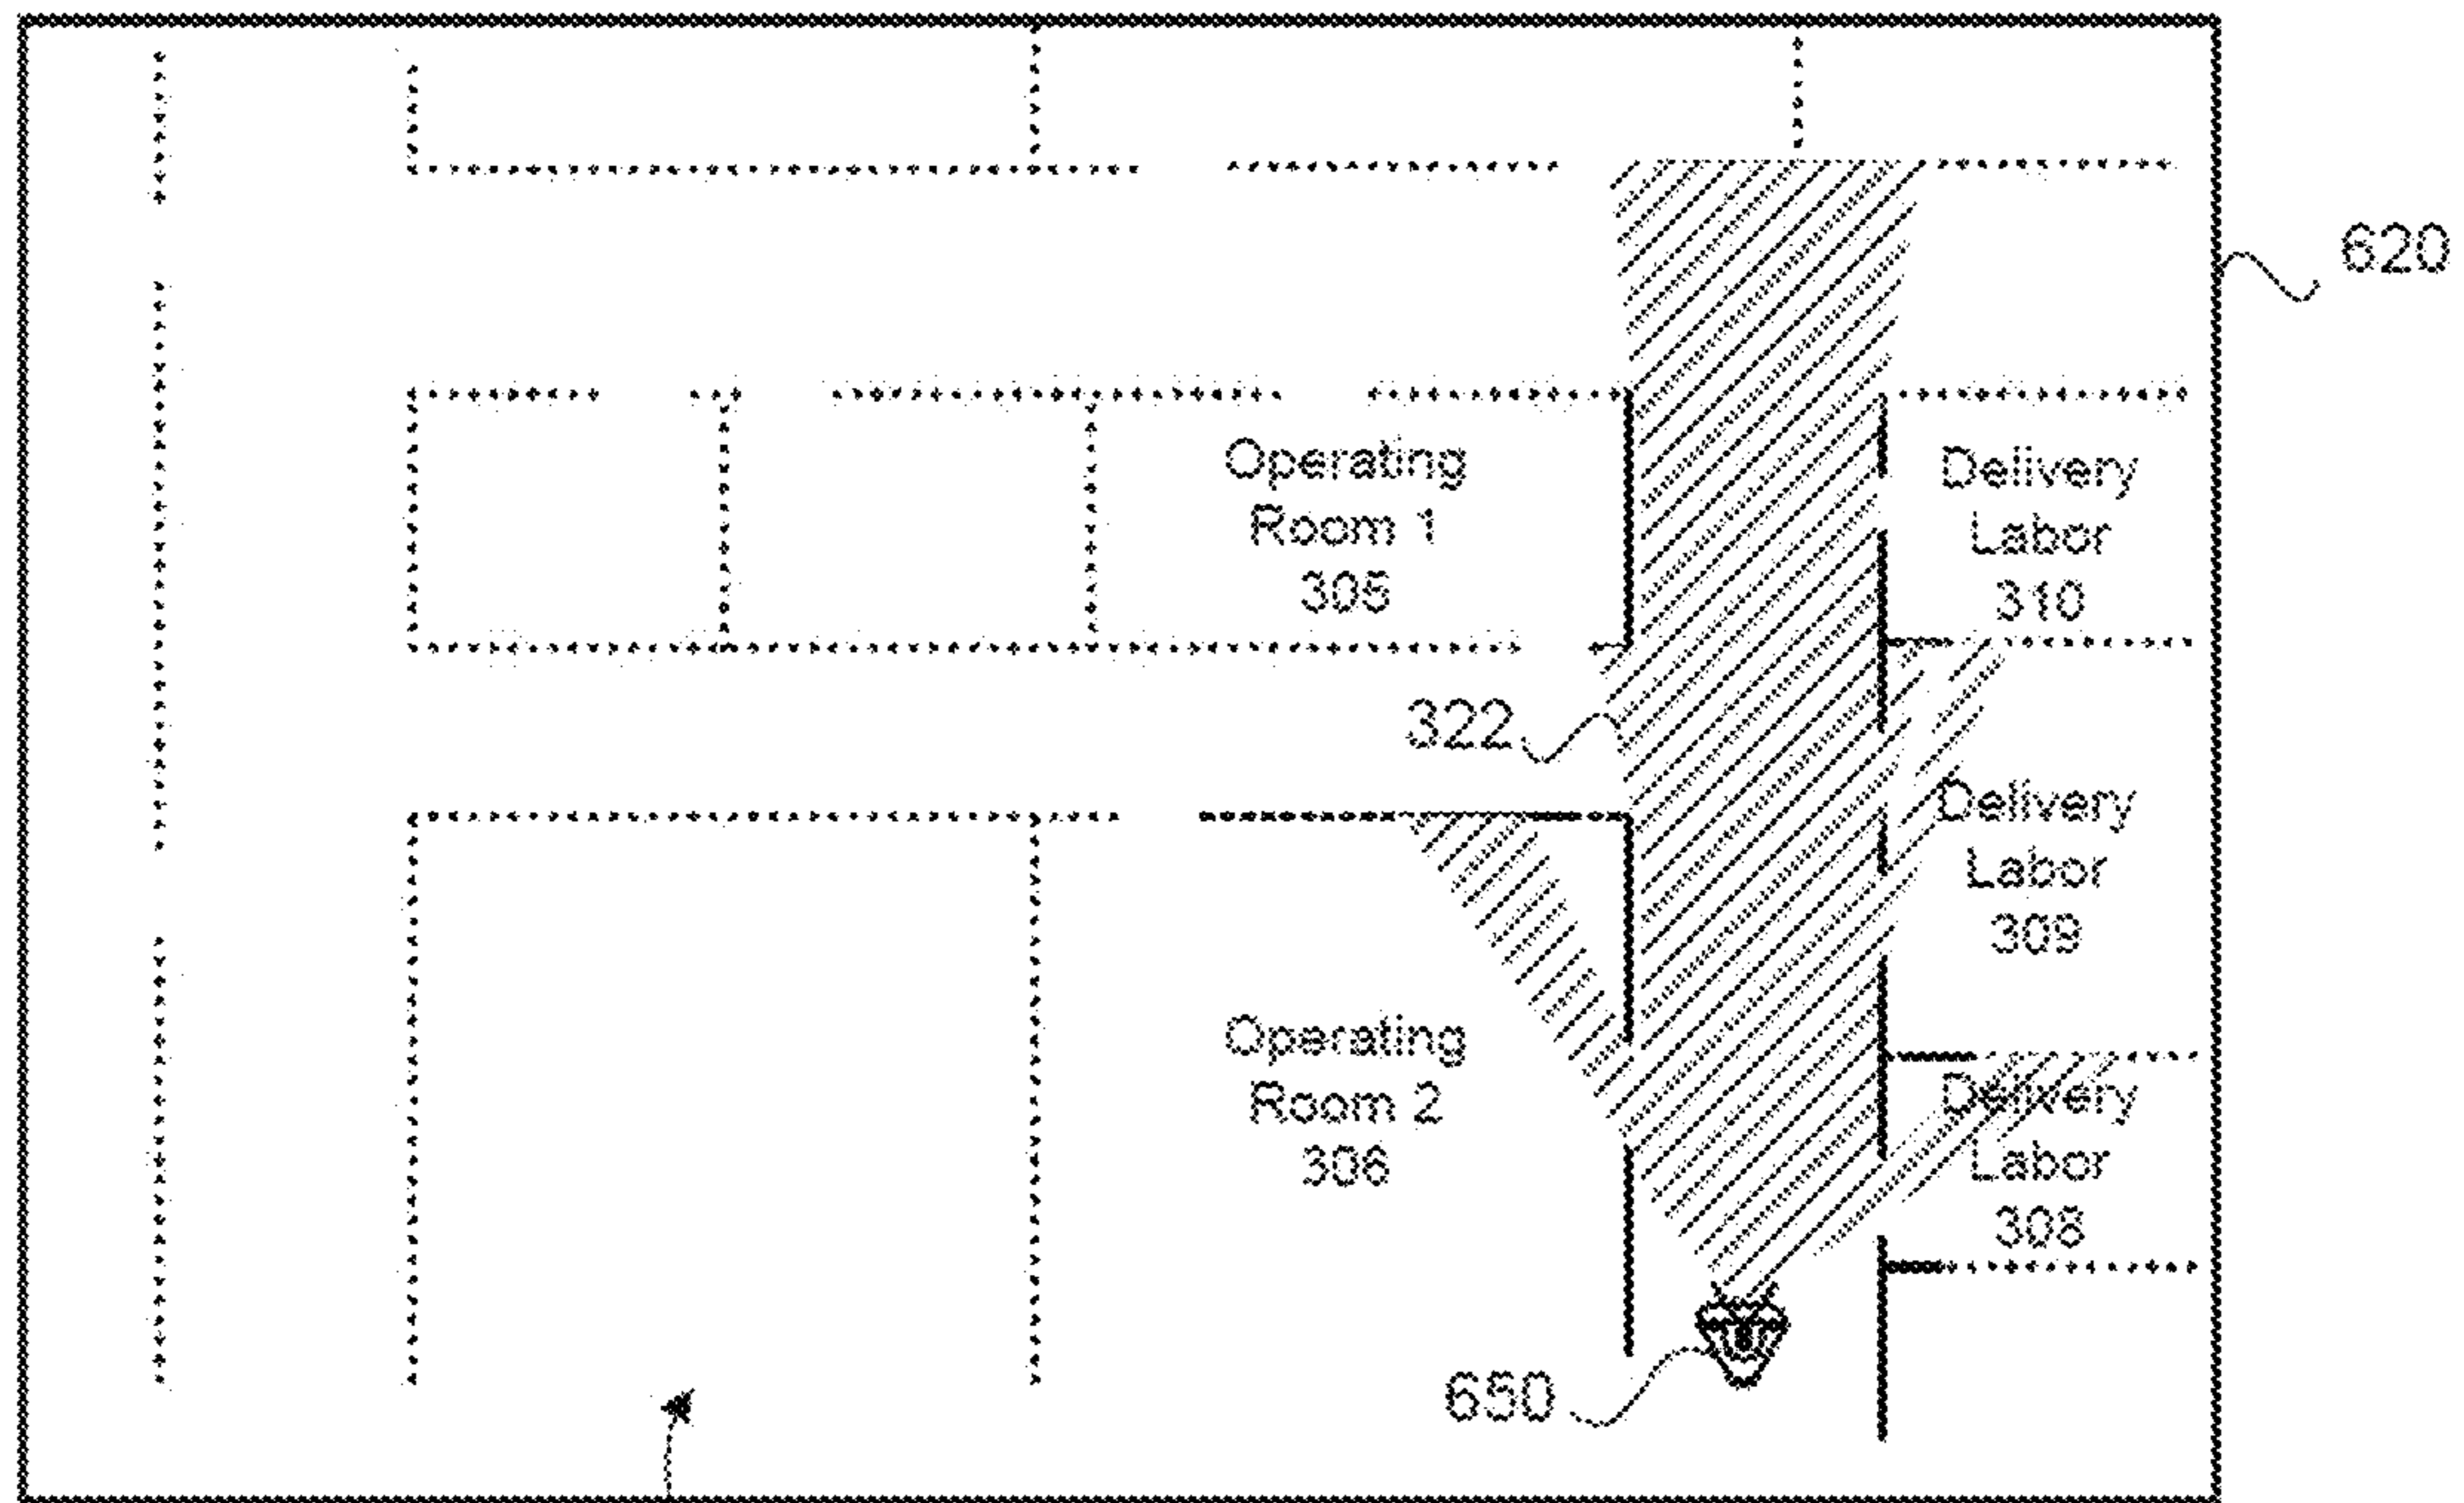 620
Operating
Room 1
305
Delivery
Labor
310
322
Delivery
Labor
309
Operating
Room 2
306
Delivery
Labor
308
650